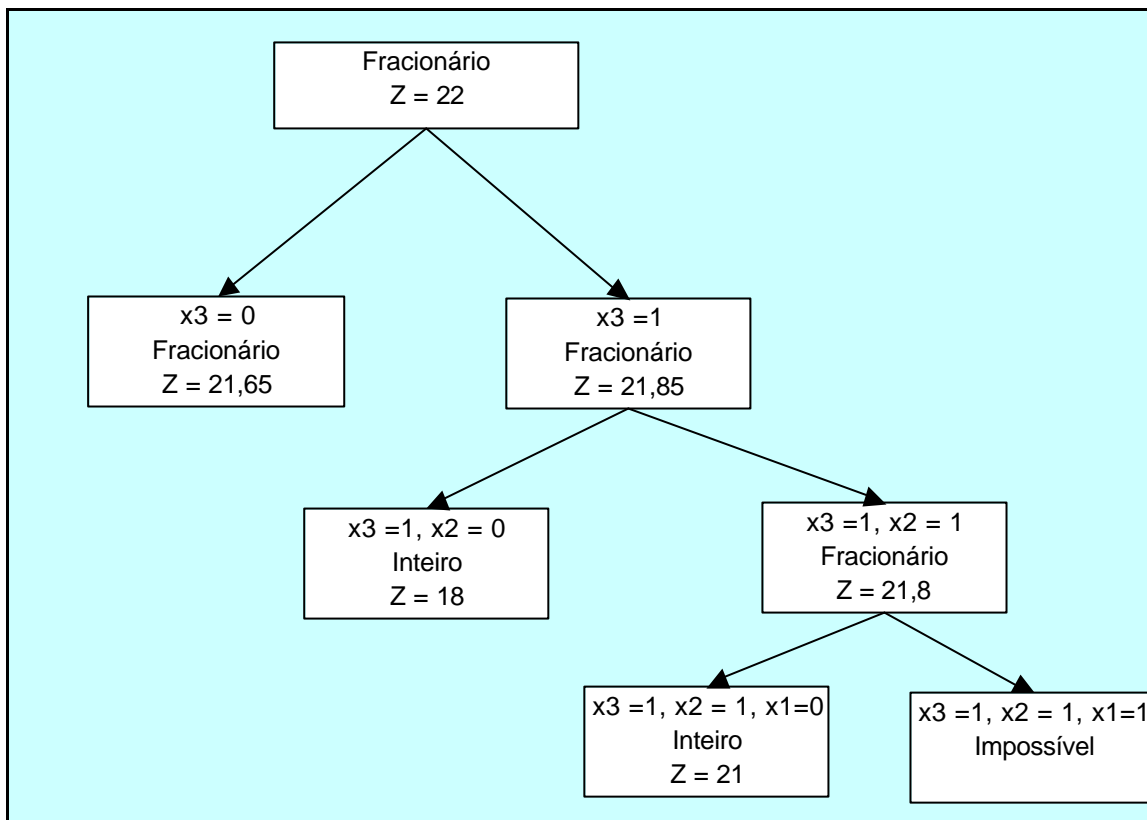 Fracionário
Z = 22
x3 = 0
Fracionário
Z = 21,65
x3 =1
Fracionário
Z = 21,85
x3 =1, x2 = 0
Inteiro
Z = 18
x3 =1, x2 = 1
Fracionário
Z = 21,8
x3 =1, x2 = 1, x1=0
Inteiro
Z = 21
x3 =1, x2 = 1, x1=1
Impossível